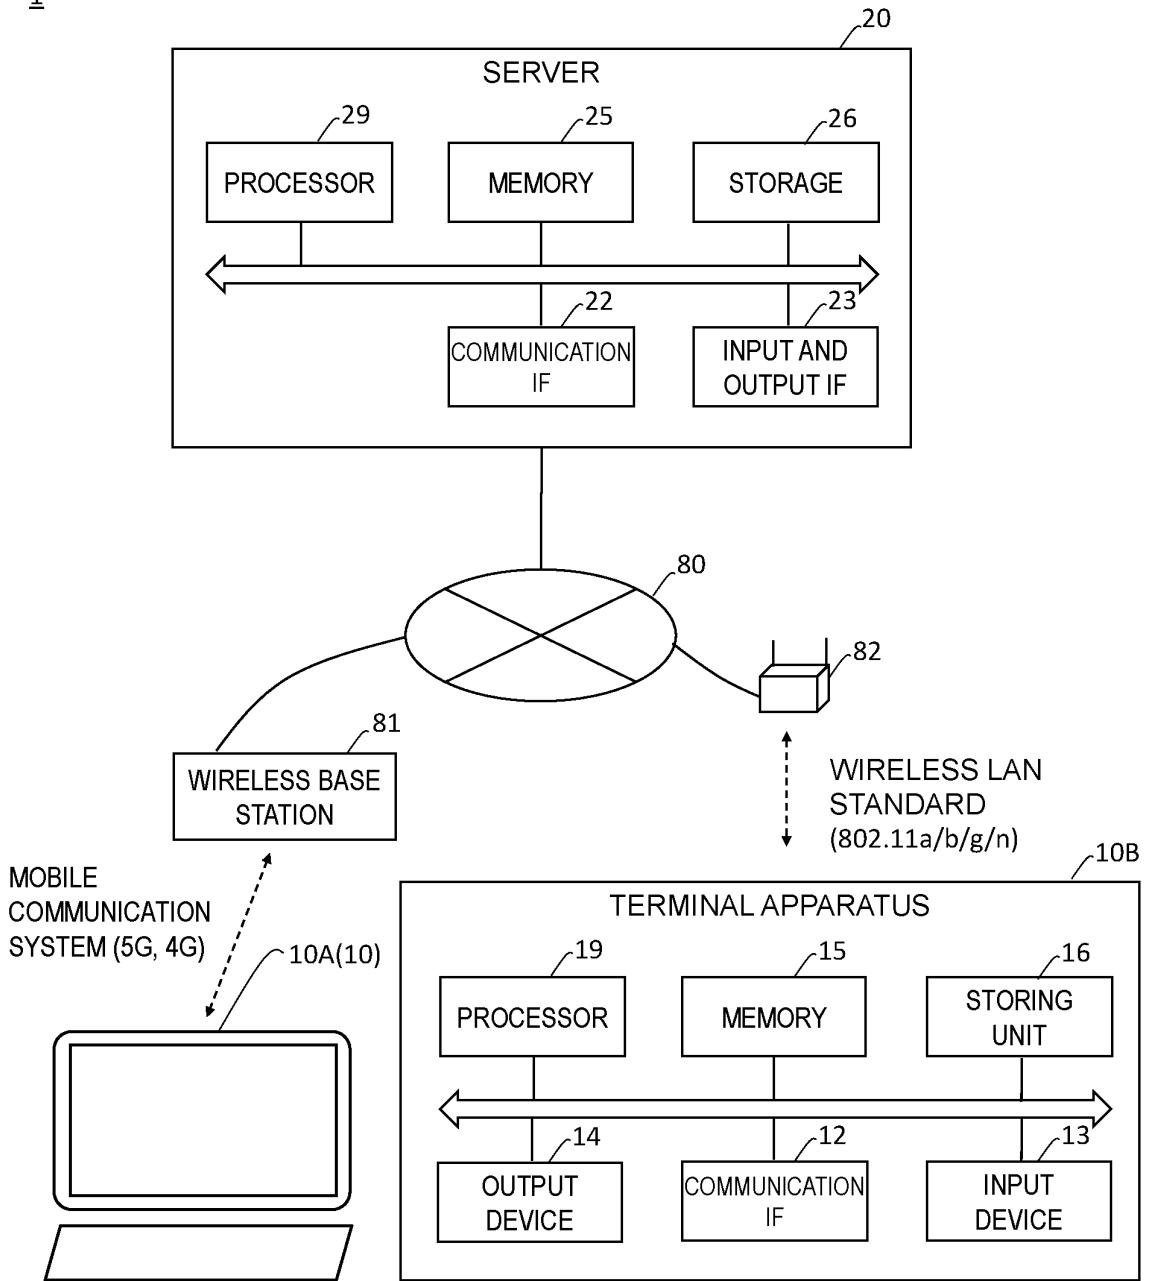 1
20
SERVER
29
25
26
PROCESSOR
MEMORY
STORAGE
22
23
COMMUNICATION
IF
INPUT AND
OUTPUT IF
80
82
81
WIRELESS BASE
STATION
WIRELESS LAN
STANDARD
(802.11a/b/g/n)
MOBILE
COMMUNICATION
SYSTEM (5G, 4G)
10A(10)
10B
TERMINAL APPARATUS
19
15
16
PROCESSOR
MEMORY
STORING
UNIT
14
12
13
OUTPUT
DEVICE
COMMUNICATION
IF
INPUT
DEVICE